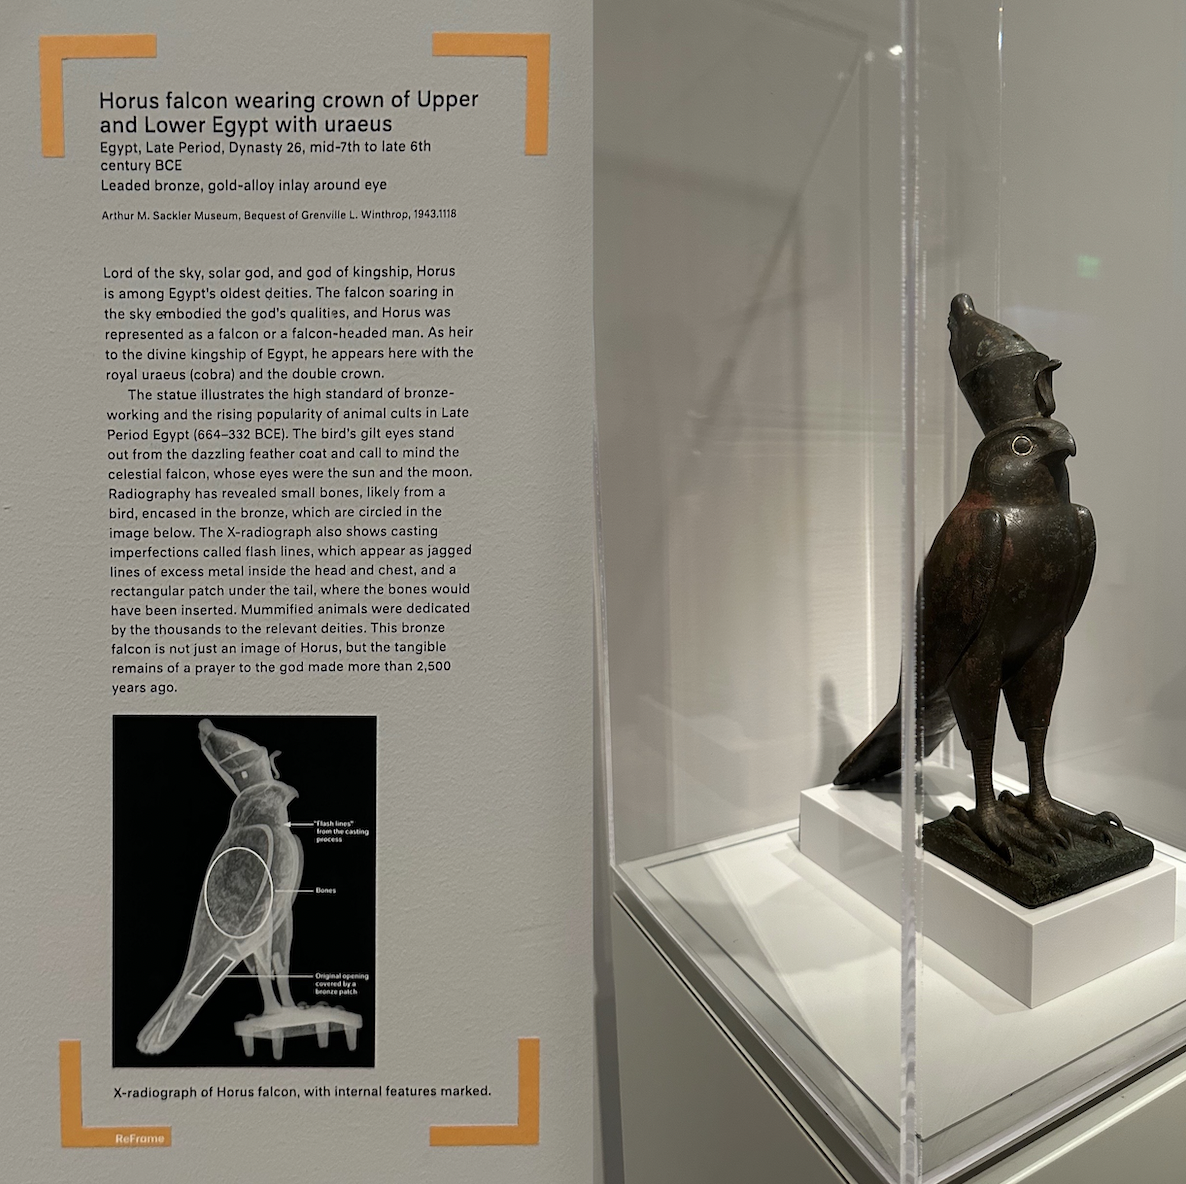 Horus falcon wearing crown of Upper
and Lower Egypt with uraeus
Egypt, Late Period, Dynasty 26, mid-7th to late 6th
century BCE
Leaded bronze, gold-alloy inlay around eye
Arthur M. Sackler Museum, Bequest of Grenville L. Winthrop, 1943.1118
Lord of the sky, solar god, and god of kingship, Horus
is among Egypt's oldest deities. The falcon soaring in
the sky embodied the god's qualities, and Horus was
represented as a falcon or a falcon-headed man. As heir
to the divine kingship of Egypt, he appears here with the
royal uraeus (cobra) and the double crown.
The statue illustrates the high standard of bronze-
working and the rising popularity of animal cults in Late
Period Egypt (664–332 BCE). The bird's gilt eyes stand
out from the dazzling feather coat and call to mind the
celestial falcon, whose eyes were the sun and the moon.
Radiography has revealed small bones, likely from a
bird, encased in the bronze, which are circled in the
image below. The X-radiograph also shows casting
imperfections called flash lines, which appear as jagged
lines of excess metal inside the head and chest, and a
rectangular patch under the tail, where the bones would
have been inserted. Mummified animals were dedicated
by the thousands to the relevant deities. This bronze
falcon is not just an image of Horus, but the tangible
remains of a prayer to the god made more than 2,500
years ago.
"Flash lines"
from the casting
process
Bones
Original opening
covered by a
bronze patch
X-radiograph of Horus falcon, with internal features marked.
ReFrame